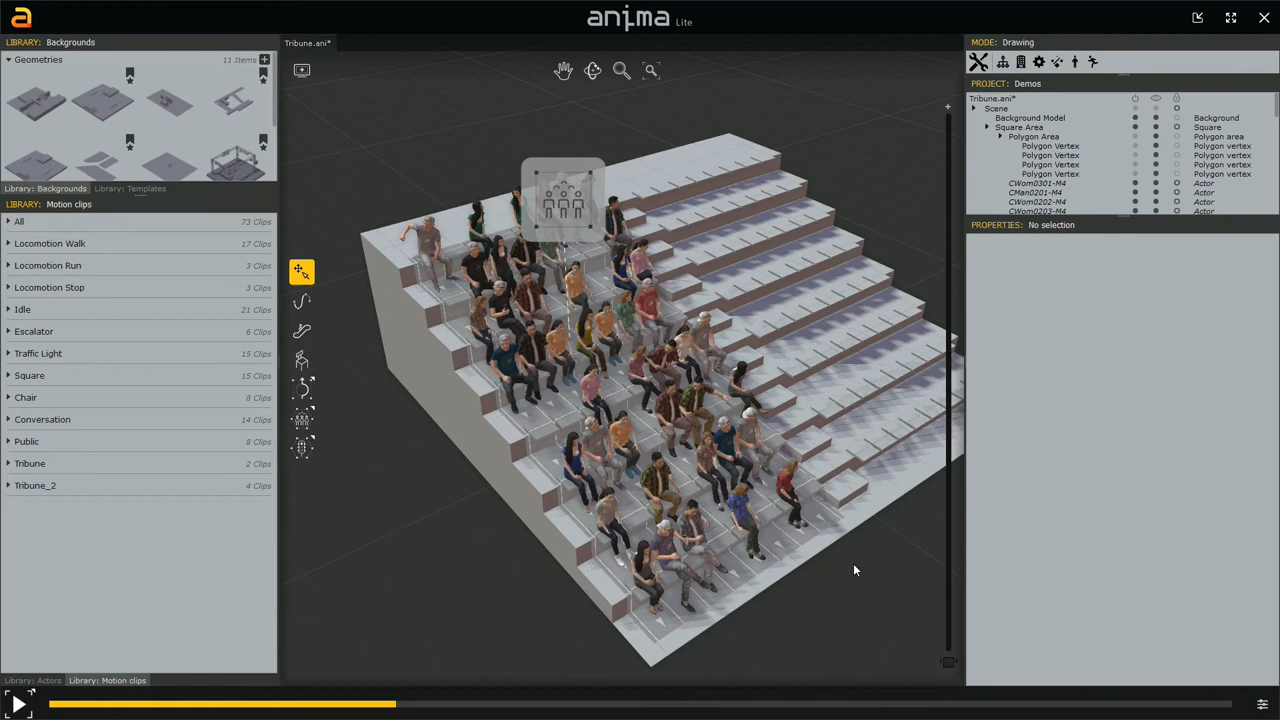 anima Lite
LIBRARY: Backgrounds
Geometries 11 Items
Library: Backgrounds Library: Templates
LIBRARY: Motion clips
All 73 Clips
Locomotion Walk 17 Clips
Locomotion Run 3 Clips
Locomotion Stop 3 Clips
Idle 21 Clips
Escalator 6 Clips
Traffic Light 15 Clips
Square 15 Clips
Chair 8 Clips
Conversation 14 Clips
Public 8 Clips
Tribune 2 Clips
Tribune_2 4 Clips
Library: Actors Library: Motion clips
Tribune.ani*
MODE: Drawing
PROJECT: Demos
Tribune.ani*
Scene
Background Model Background
Square Area Square
Polygon Area Polygon area
Polygon Vertex Polygon vertex
Polygon Vertex Polygon vertex
Polygon Vertex Polygon vertex
Polygon Vertex Polygon vertex
CWom0301-M4 Actor
CMan0201-M4 Actor
CWom0302-M4 Actor
CWom0203-M4 Actor
PROPERTIES: No selection